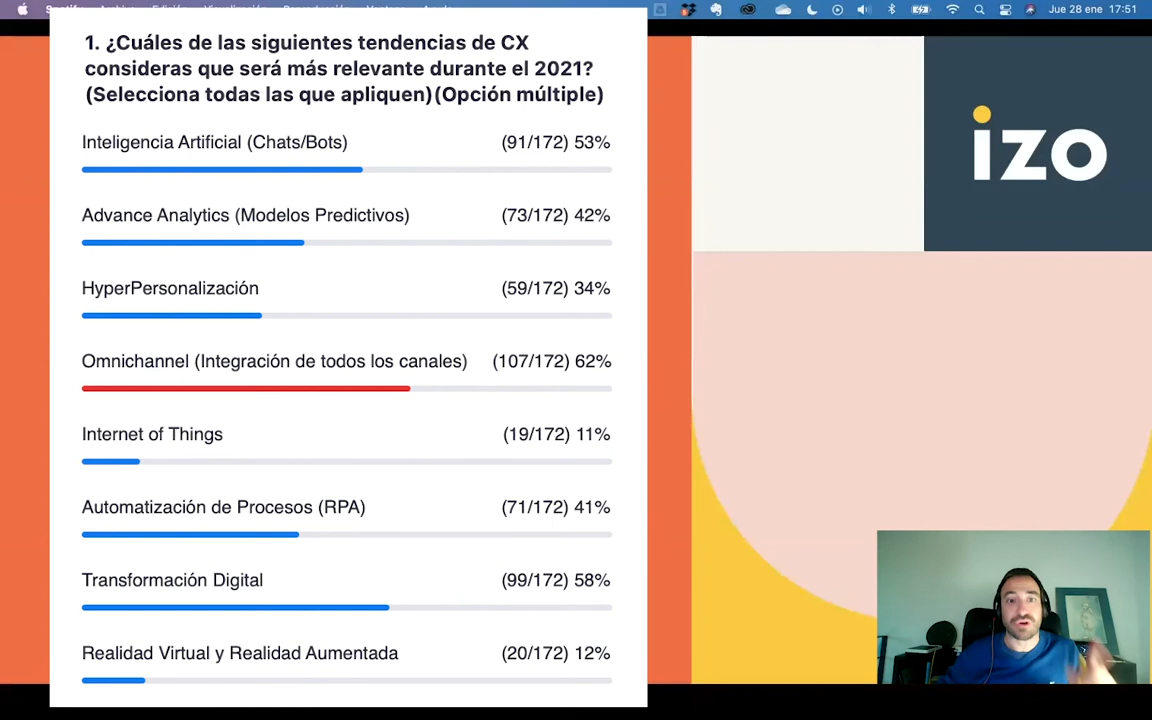 Jue 28 ene 17:51
1. ¿Cuáles de las siguientes tendencias de CX
consideras que será más relevante durante el 2021?
(Selecciona todas las que apliquen)(Opción múltiple)
Inteligencia Artificial (Chats/Bots) (91/172) 53%
Advance Analytics (Modelos Predictivos) (73/172) 42%
HyperPersonalización (59/172) 34%
Omnichannel (Integración de todos los canales) (107/172) 62%
Internet of Things (19/172) 11%
Automatización de Procesos (RPA) (71/172) 41%
Transformación Digital (99/172) 58%
Realidad Virtual y Realidad Aumentada (20/172) 12%
izo